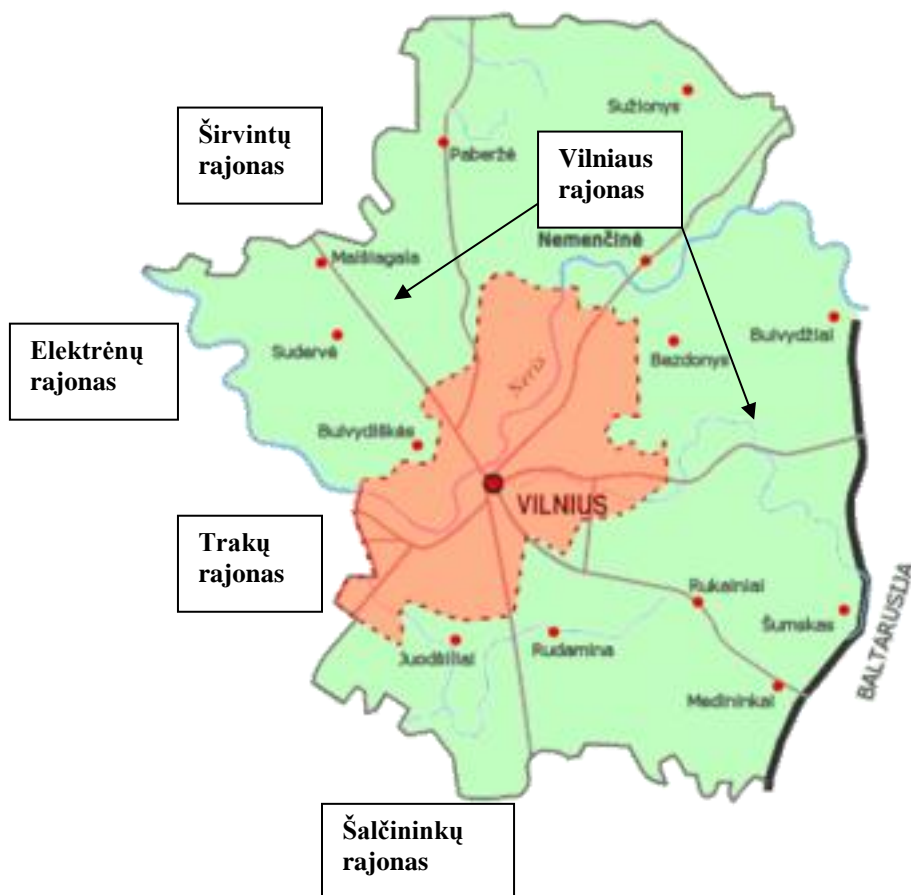 Sužionys
Širvintų
rajonas
Paberžė
Vilniaus
rajonas
Nemenčinė
Maišiagala
Elektrėnų
rajonas
Sudervė
Bezdonys
Bulvydžiai
Neris
Buivydiškės
VILNIUS
Trakų
rajonas
Rukainiai
Šumskas
Juodšiliai
Rudamina
Medininkai
BALTARUSIJA
Šalčininkų
rajonas